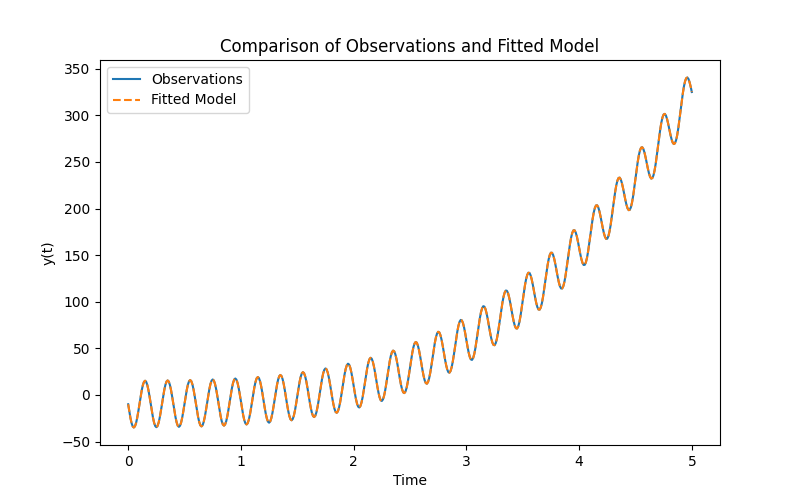 Comparison of Observations and Fitted Model
350
300
250
200
150
100
50
0
−50
y(t)
Observations
Fitted Model
0 1 2 3 4 5
Time